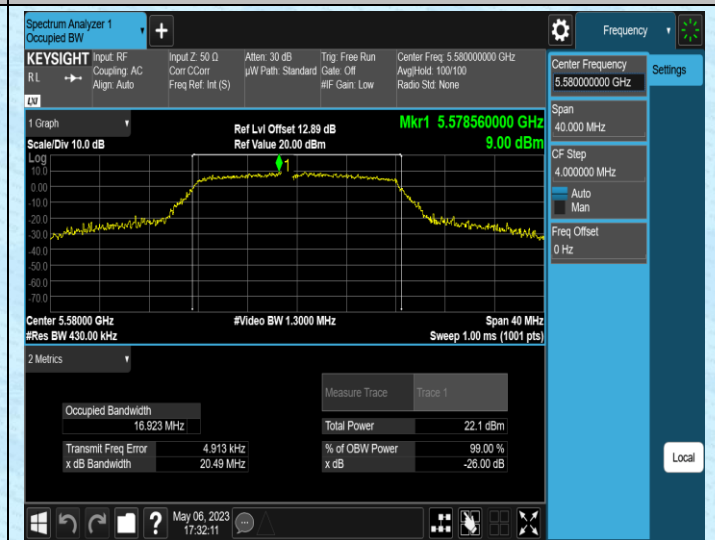 Spectrum Analyzer 1
Occupied BW
+
Frequency
KEYSIGHT
R L
LXI
Input: RF
Coupling: AC
Align: Auto
Input Z: 50 Ω
Corr CCorr
Freq Ref: Int (S)
Atten: 30 dB
µW Path: Standard
Trig: Free Run
Gate: Off
#IF Gain: Low
Center Freq: 5.580000000 GHz
Avg|Hold: 100/100
Radio Std: None
Center Frequency
5.580000000 GHz
Settings
Span
40.000 MHz
CF Step
4.000000 MHz
Auto
Man
Freq Offset
0 Hz
1 Graph
Scale/Div 10.0 dB
Ref Lvl Offset 12.89 dB
Ref Value 20.00 dBm
Mkr1 5.578560000 GHz
9.00 dBm
Log
10.0
0.00
-10.0
-20.0
-30.0
-40.0
-50.0
-60.0
-70.0
1
Center 5.58000 GHz
#Video BW 1.3000 MHz
Span 40 MHz
#Res BW 430.00 kHz
Sweep 1.00 ms (1001 pts)
2 Metrics
Measure Trace
Trace 1
Occupied Bandwidth
16.923 MHz
Total Power
22.1 dBm
Transmit Freq Error
4.913 kHz
% of OBW Power
99.00 %
x dB Bandwidth
20.49 MHz
x dB
-26.00 dB
Local
?
May 06, 2023
17:32:11